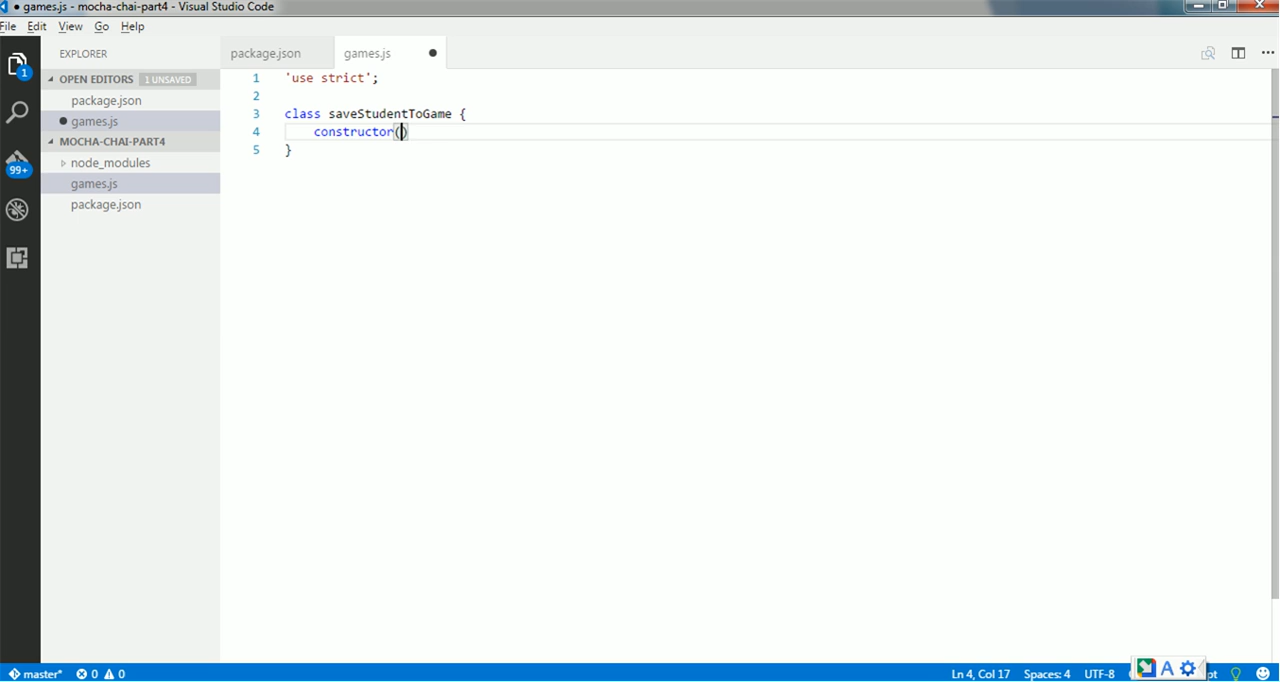 games.js - mocha-chai-part4 - Visual Studio Code
File Edit View Go Help
EXPLORER
OPEN EDITORS 1 UNSAVED
package.json
games.js
MOCHA-CHAI-PART4
node_modules
games.js
package.json
1
99+
package.json games.js
1 'use strict';
2
3 class saveStudentToGame {
4 constructor()
5 }
master* 0 0
Ln 4, Col 17 Spaces: 4 UTF-8
A